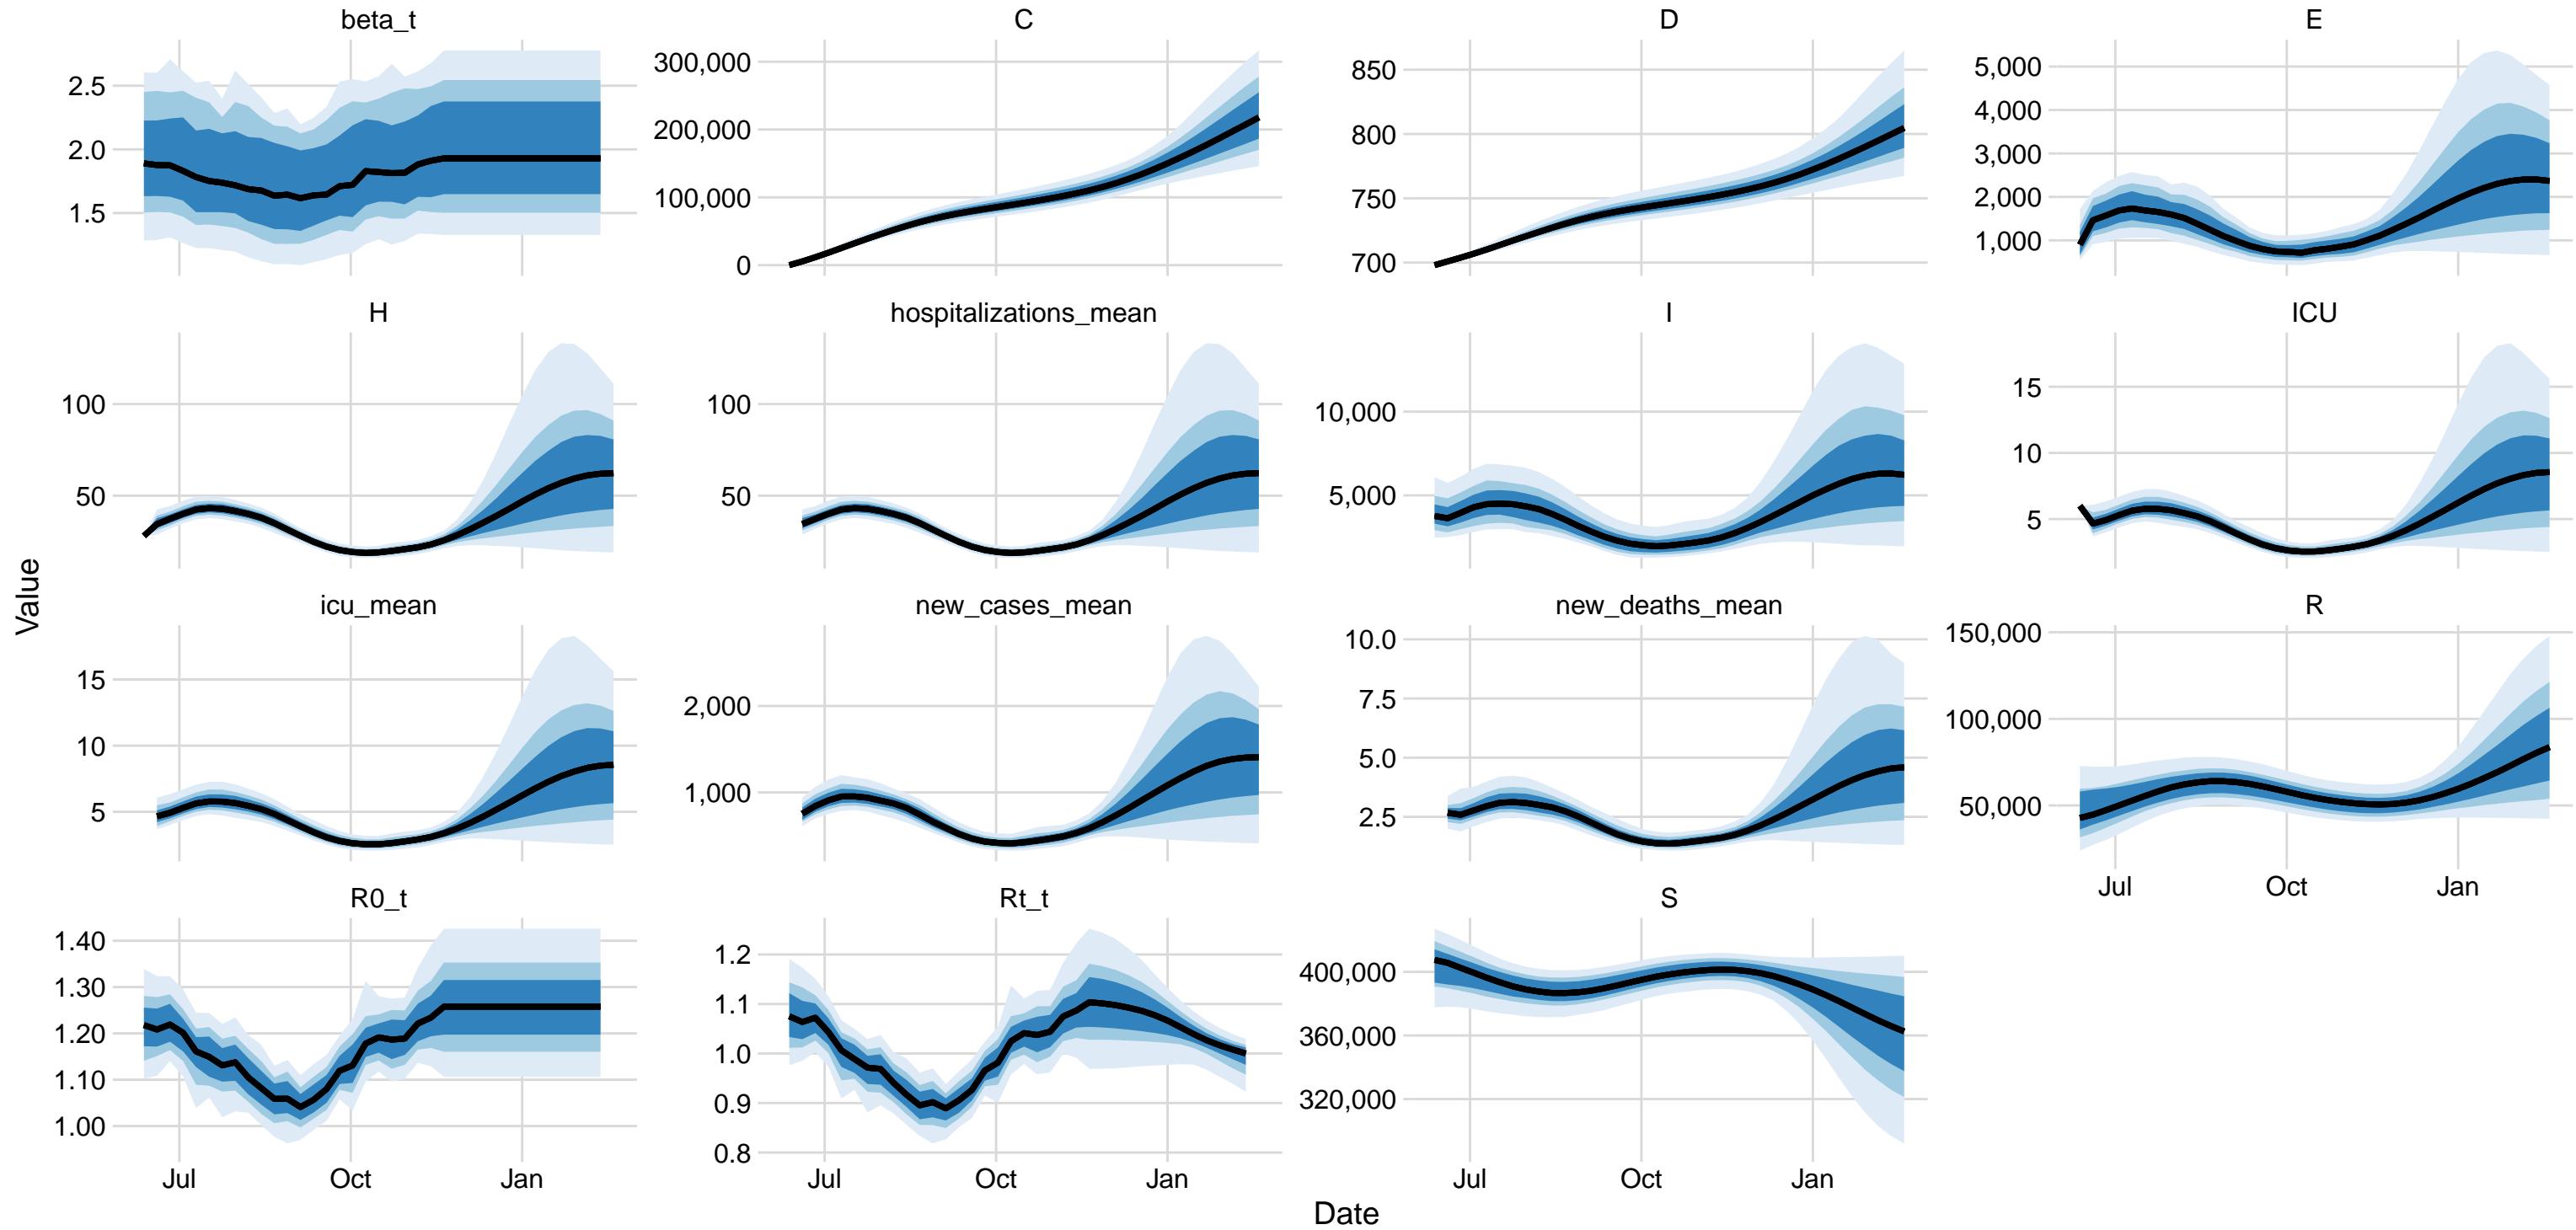 beta_t
C
D
E
2.5
2.0
1.5
300,000
200,000
100,000
0
850
800
750
700
5,000
4,000
3,000
2,000
1,000
H
hospitalizations_mean
I
ICU
100
50
100
50
10,000
5,000
15
10
5
Value
icu_mean
new_cases_mean
new_deaths_mean
R
15
10
5
2,000
1,000
10.0
7.5
5.0
2.5
150,000
100,000
50,000
Jul Oct Jan
R0_t
Rt_t
S
1.40
1.30
1.20
1.10
1.00
1.2
1.1
1.0
0.9
0.8
400,000
360,000
320,000
Jul Oct Jan
Jul Oct Jan
Jul Oct Jan
Date